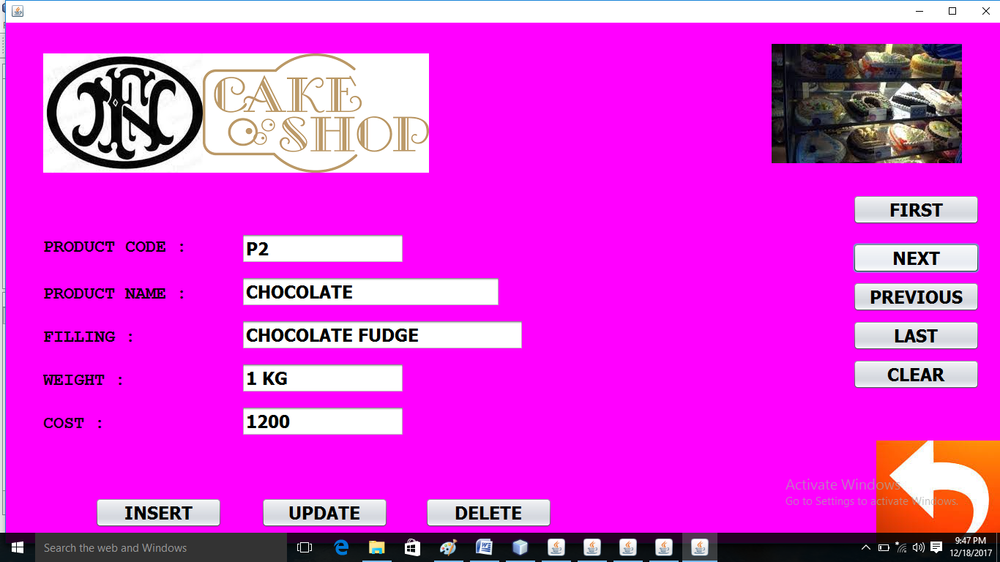 CAKE
SHOP
FIRST
PRODUCT CODE :
P2
NEXT
PRODUCT NAME :
CHOCOLATE
PREVIOUS
FILLING :
CHOCOLATE FUDGE
LAST
WEIGHT :
1 KG
CLEAR
COST :
1200
Activate Windows
Go to Settings to activate Windows.
INSERT
UPDATE
DELETE
Search the web and Windows
9:47 PM
12/18/2017